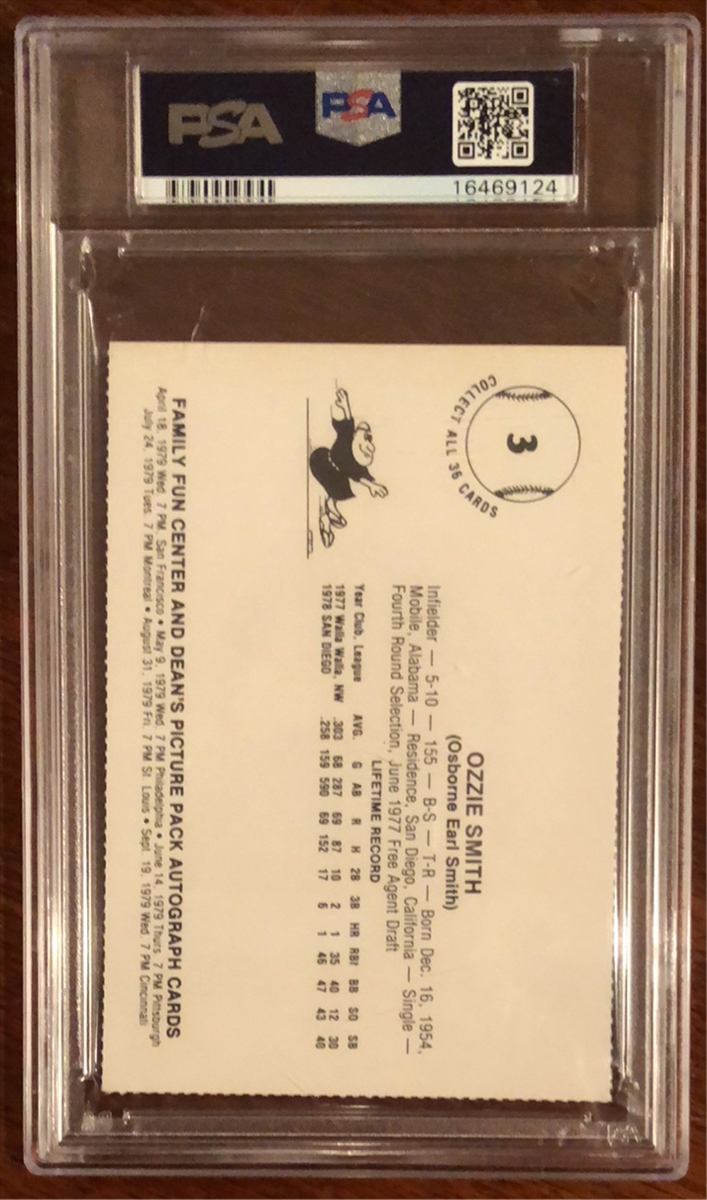 PSA
PSA
16469124
COLLECT ALL 36 CARDS
3
OZZIE SMITH
(Osborne Earl Smith)
Infielder — 5-10 — 155 — B-S — T-R — Born Dec. 16, 1954,
Mobile, Alabama — Residence, San Diego, California — Single —
Fourth Round Selection, June 1977 Free Agent Draft
LIFETIME RECORD
Year Club, League AVG. G AB R H 2B 3B HR RBI BB SO SB
1977 Walla Walla, NW .303 68 287 69 87 10 2 1 35 40 12 30
1978 SAN DIEGO .258 159 590 69 152 17 6 1 46 47 43 40
FAMILY FUN CENTER AND DEAN'S PICTURE PACK AUTOGRAPH CARDS
April 18, 1979 Wed. 7 PM San Francisco • May 9, 1979 Wed. 7 PM Philadelphia • June 14, 1979 Thurs. 7 PM Pittsburgh
July 24, 1979 Tues. 7 PM Montreal • August 31, 1979 Fri. 7 PM St. Louis • Sept. 19, 1979 Wed. 7 PM Cincinnati